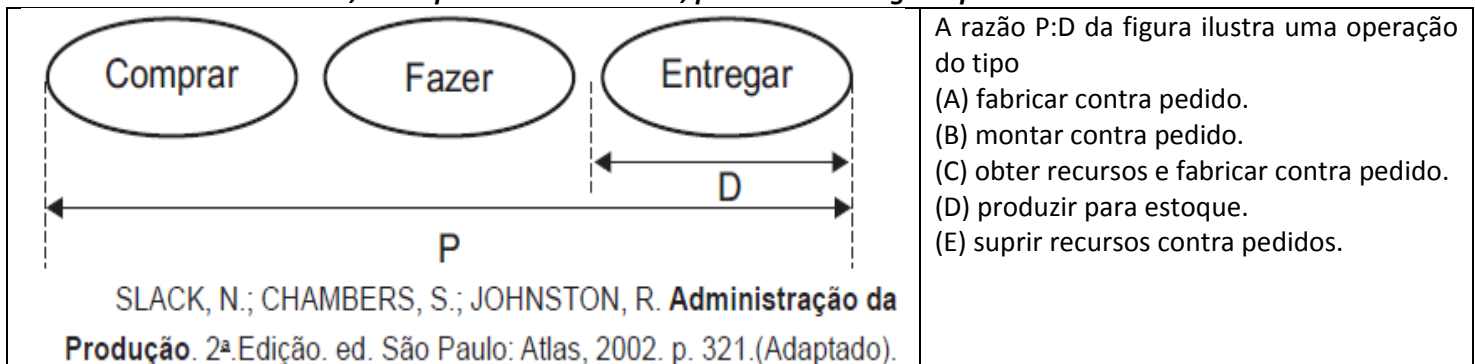 Comprar
Fazer
Entregar
D
P
SLACK, N.; CHAMBERS, S.; JOHNSTON, R. Administração da
Produção. 2ª.Edição. ed. São Paulo: Atlas, 2002. p. 321.(Adaptado).
A razão P:D da figura ilustra uma operação
do tipo
(A) fabricar contra pedido.
(B) montar contra pedido.
(C) obter recursos e fabricar contra pedido.
(D) produzir para estoque.
(E) suprir recursos contra pedidos.